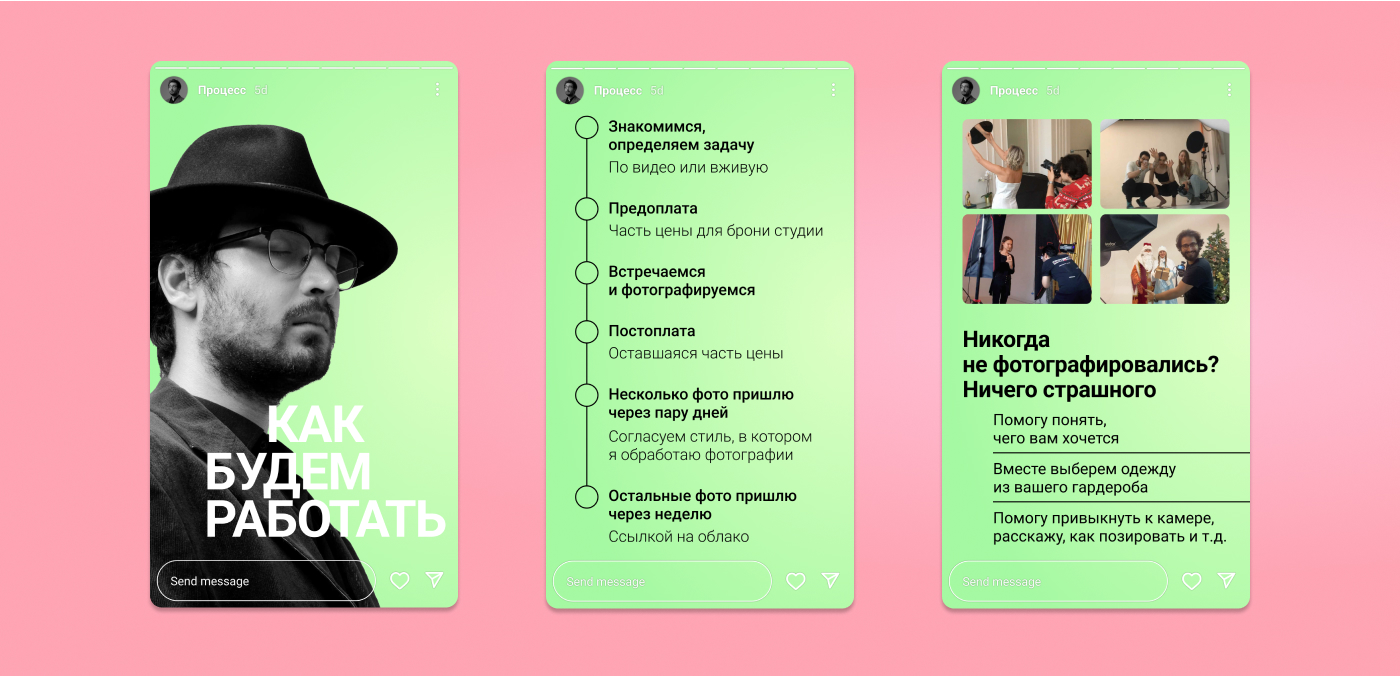 Процесс 5d
КАК
БУДЕМ
РАБОТАТЬ
Send message
Процесс 5d
Знакомимся,
определяем задачу
По видео или вживую
Предоплата
Часть цены для брони студии
Встречаемся
и фотографируемся
Постоплата
Оставшаяся часть цены
Несколько фото пришлю
через пару дней
Согласуем стиль, в котором
я обработаю фотографии
Остальные фото пришлю
через неделю
Ссылкой на облако
Send message
Процесс 5d
Никогда
не фотографировались?
Ничего страшного
Помогу понять,
чего вам хочется
Вместе выберем одежду
из вашего гардероба
Помогу привыкнуть к камере,
расскажу, как позировать и т.д.
Send message